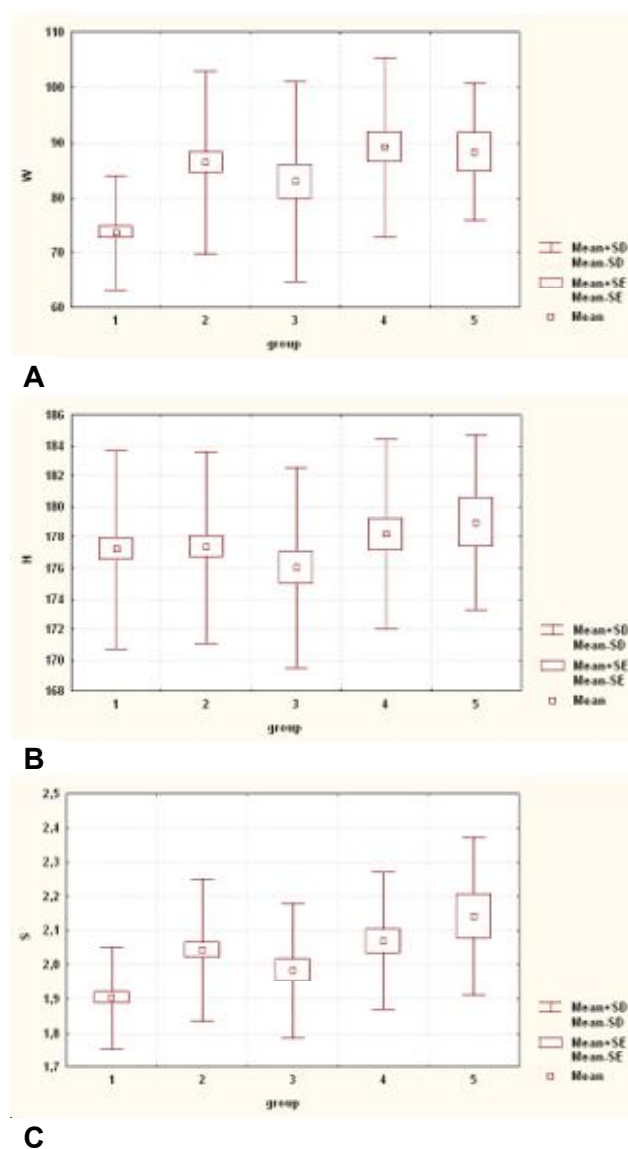 110
100
90
80
70
60
W
1 2 3 4 5
group
Mean+SD
Mean-SD
Mean+SE
Mean-SE
Mean
A
186
184
182
180
178
176
174
172
170
168
H
1 2 3 4 5
group
Mean+SD
Mean-SD
Mean+SE
Mean-SE
Mean
B
2,5
2,4
2,3
2,2
2,1
2,0
1,9
1,8
1,7
S
1 2 3 4 5
group
Mean+SD
Mean-SD
Mean+SE
Mean-SE
Mean
C